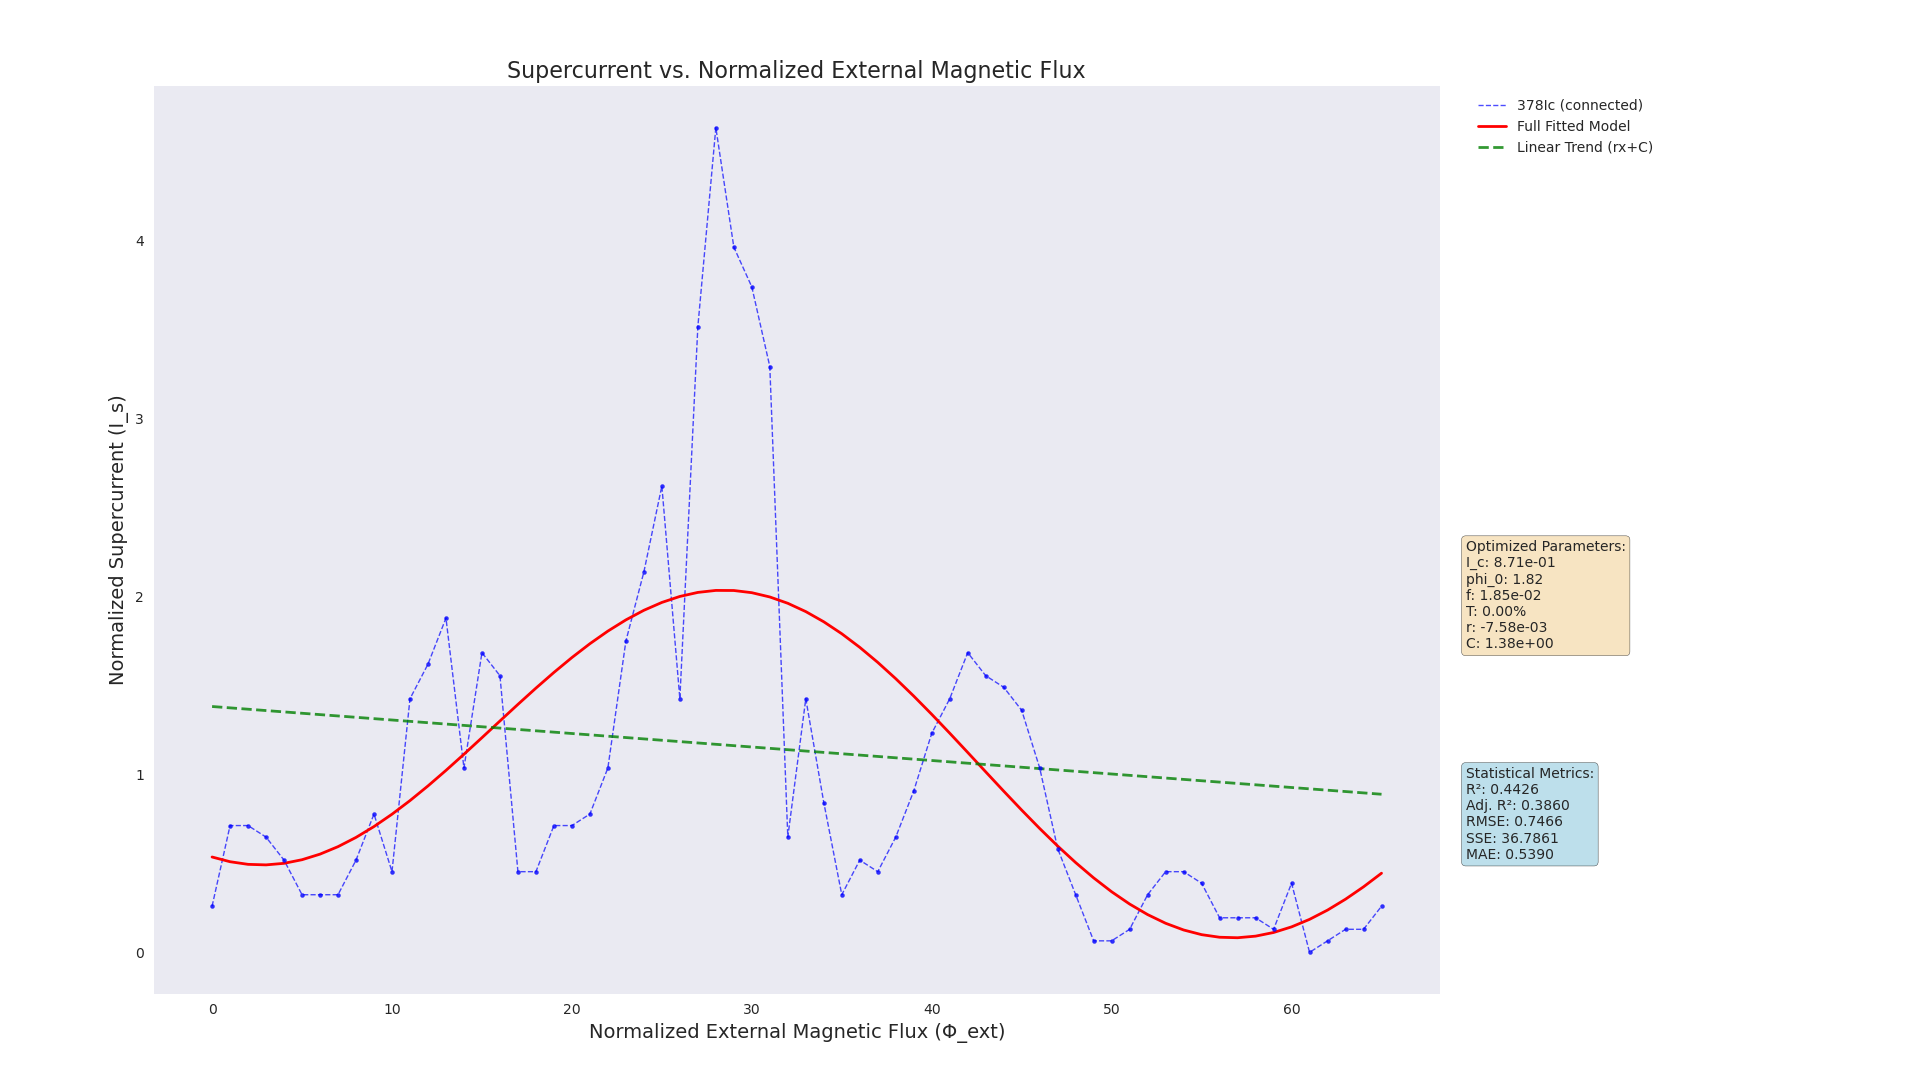 Supercurrent vs. Normalized External Magnetic Flux
378Ic (connected)
Full Fitted Model
Linear Trend (rx+C)
Normalized Supercurrent (I_s)
4
3
2
1
0
0 10 20 30 40 50 60
Normalized External Magnetic Flux (Φ_ext)
Optimized Parameters:
I_c: 8.71e-01
phi_0: 1.82
f: 1.85e-02
T: 0.00%
r: -7.58e-03
C: 1.38e+00
Statistical Metrics:
R²: 0.4426
Adj. R²: 0.3860
RMSE: 0.7466
SSE: 36.7861
MAE: 0.5390